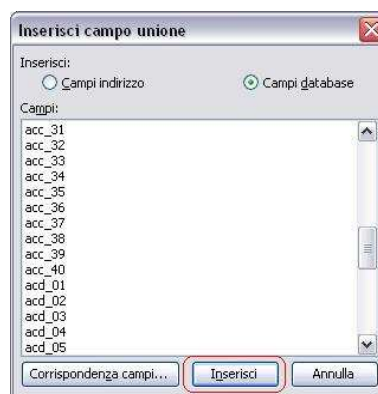 Inserisci campo unione
Inserisci:
Campi indirizzo
Campi database
Campi:
acc_31
acc_32
acc_33
acc_34
acc_35
acc_36
acc_37
acc_38
acc_39
acc_40
acd_01
acd_02
acd_03
acd_04
acd_05
Corrispondenza campi... Inserisci Annulla